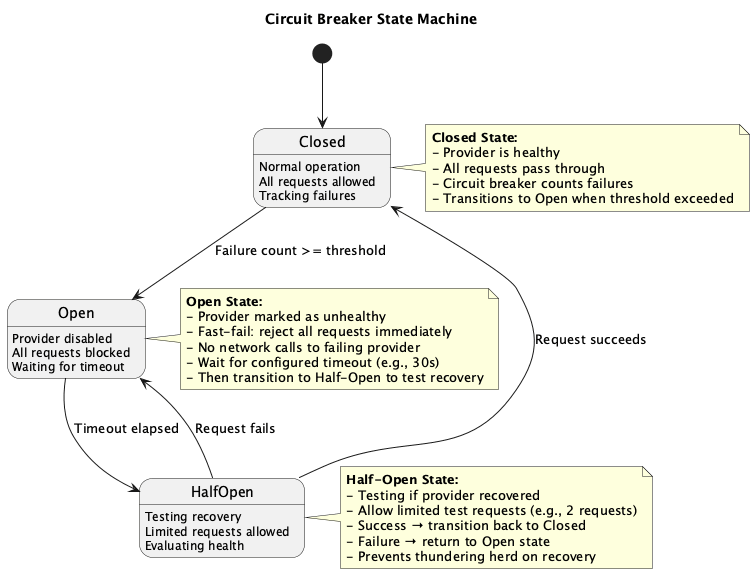 Circuit Breaker State Machine
Closed
Normal operation
All requests allowed
Tracking failures
Closed State:
- Provider is healthy
- All requests pass through
- Circuit breaker counts failures
- Transitions to Open when threshold exceeded
Failure count >= threshold
Open
Provider disabled
All requests blocked
Waiting for timeout
Open State:
- Provider marked as unhealthy
- Fast-fail: reject all requests immediately
- No network calls to failing provider
- Wait for configured timeout (e.g., 30s)
- Then transition to Half-Open to test recovery
Request succeeds
Timeout elapsed
Request fails
HalfOpen
Testing recovery
Limited requests allowed
Evaluating health
Half-Open State:
- Testing if provider recovered
- Allow limited test requests (e.g., 2 requests)
- Success → transition back to Closed
- Failure → return to Open state
- Prevents thundering herd on recovery